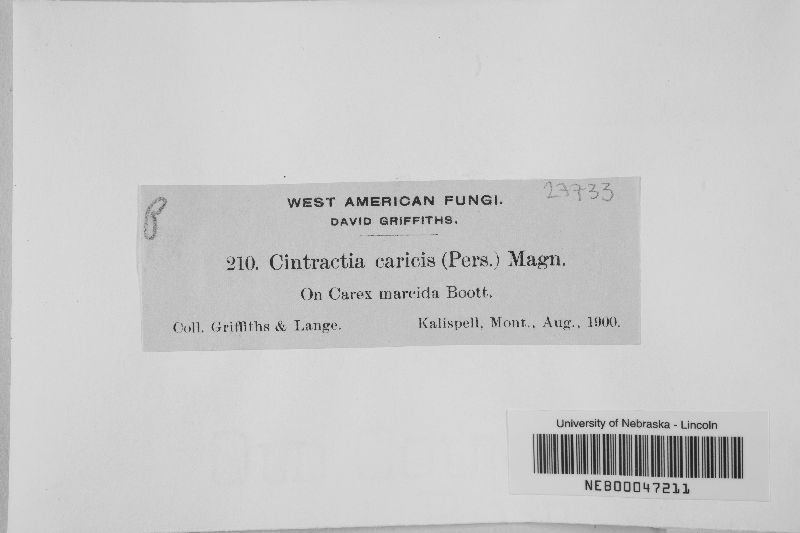 27733
WEST AMERICAN FUNGI.
DAVID GRIFFITHS.
210. Cintractia caricis (Pers.) Magn.
On Carex marcida Boott.
Coll. Griffiths & Lange. Kalispell, Mont., Aug., 1900.
University of Nebraska - Lincoln
NEB00047211